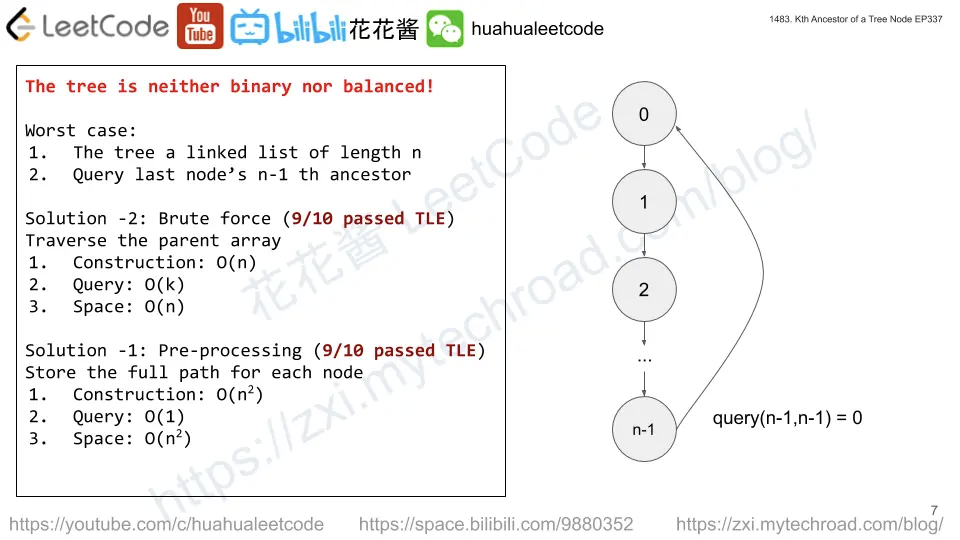 LeetCode
You
Tube
bilibili 花花酱
huahualeetcode
1483. Kth Ancestor of a Tree Node EP337
The tree is neither binary nor balanced!
Worst case:
1. The tree a linked list of length n
2. Query last node’s n-1 th ancestor
Solution -2: Brute force (9/10 passed TLE)
Traverse the parent array
1. Construction: O(n)
2. Query: O(k)
3. Space: O(n)
Solution -1: Pre-processing (9/10 passed TLE)
Store the full path for each node
1. Construction: O(n²)
2. Query: O(1)
3. Space: O(n²)
0
1
2
...
n-1
query(n-1,n-1) = 0
花花酱 LeetCode
https://zxi.mytechroad.com/blog/
7
https://youtube.com/c/huahualeetcode
https://space.bilibili.com/9880352
https://zxi.mytechroad.com/blog/